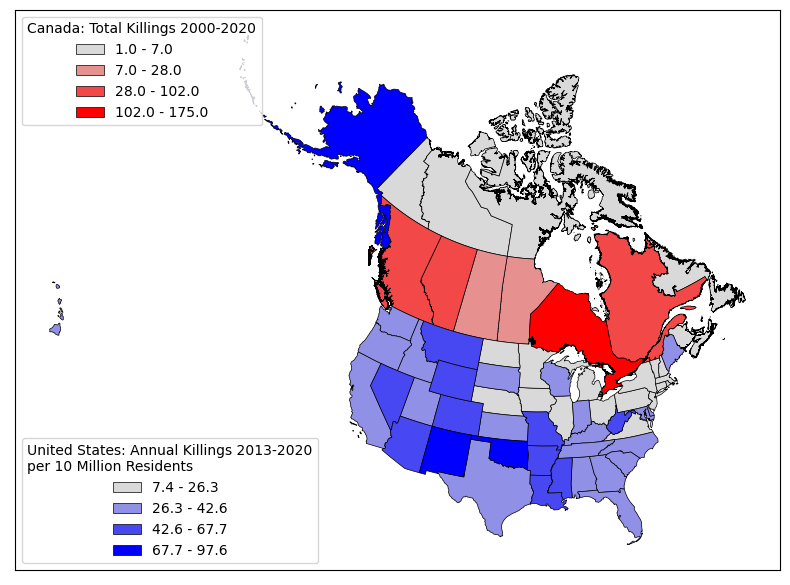 Canada: Total Killings 2000-2020
1.0 - 7.0
7.0 - 28.0
28.0 - 102.0
102.0 - 175.0
United States: Annual Killings 2013-2020
per 10 Million Residents
7.4 - 26.3
26.3 - 42.6
42.6 - 67.7
67.7 - 97.6